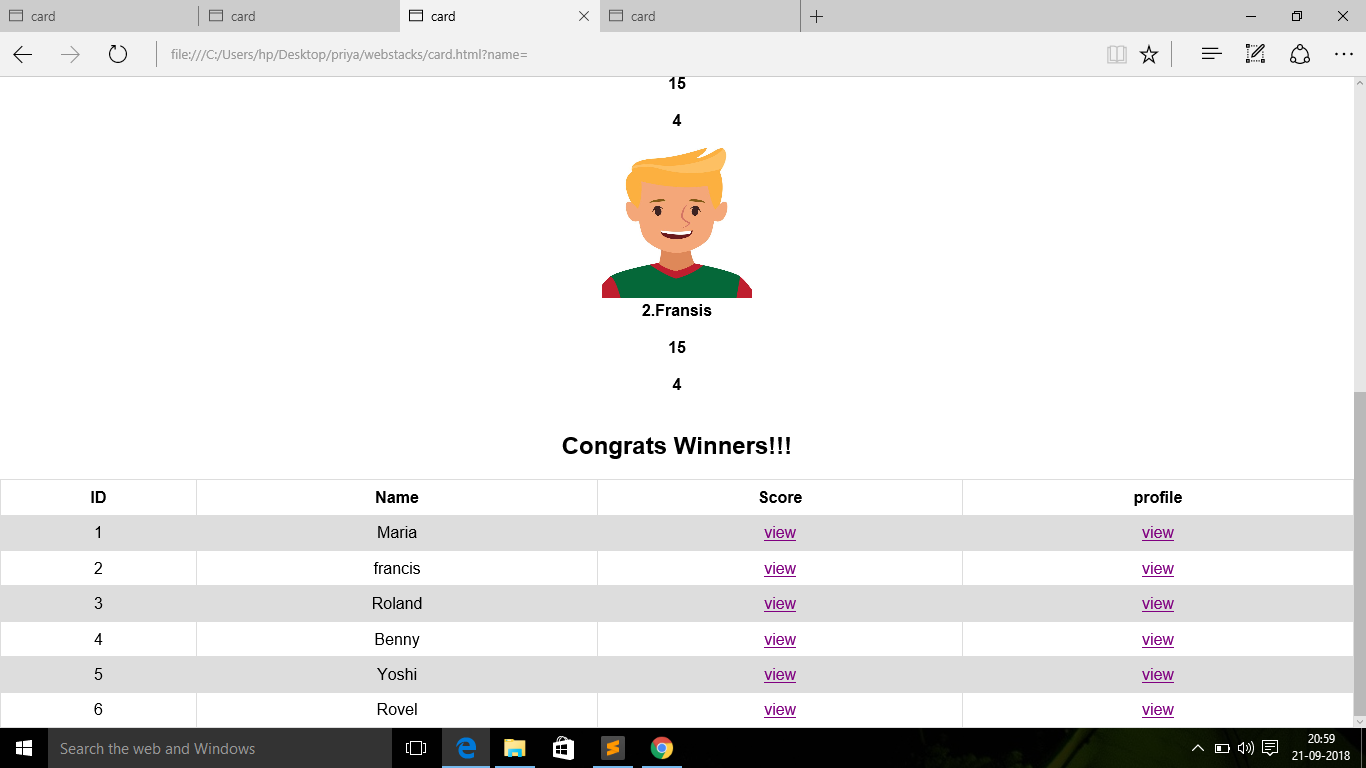 card card card card
file:///C:/Users/hp/Desktop/priya/webstacks/card.html?name=
15
4
2.Fransis
15
4
Congrats Winners!!!
ID Name Score profile
1 Maria view view
2 francis view view
3 Roland view view
4 Benny view view
5 Yoshi view view
6 Rovel view view
Search the web and Windows
20:59
21-09-2018